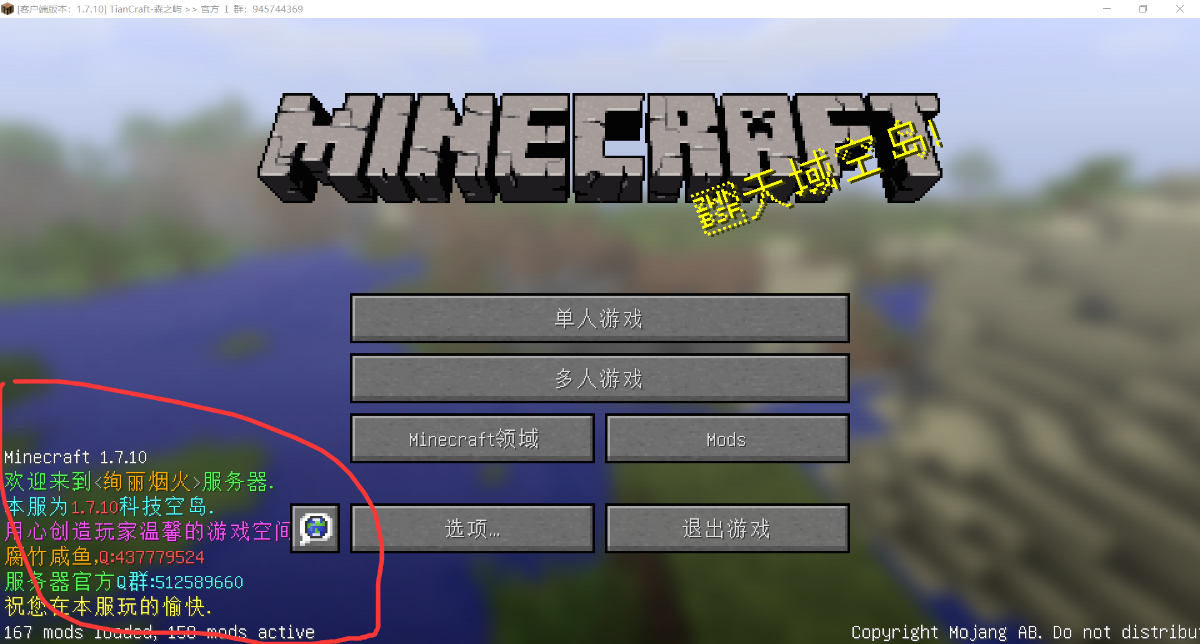 [客户端版本：1.7.10] TianCraft-森之屿 >> 官方 I 群：945744369
MINECRAFT
天域空岛!
单人游戏
多人游戏
Minecraft领域
Mods
Minecraft 1.7.10
欢迎来到<绚丽烟火>服务器.
本服为1.7.10科技空岛.
用心创造玩家温馨的游戏空间
腐竹咸鱼,Q:437779524
服务器官方Q群:512589660
祝您在本服玩的愉快.
167 mods loaded, 158 mods active
选项...
退出游戏
Copyright Mojang AB. Do not distribu